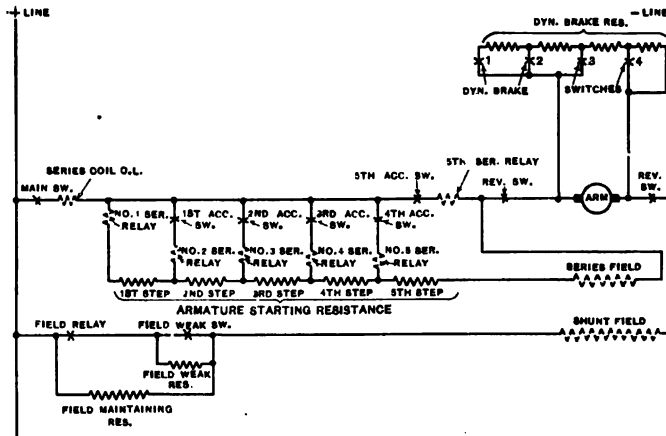 + LINE
- LINE
DYN. BRAKE RES.
1 2 3 4
DYN. BRAKE SWITCHES
SERIES COIL O.L.
MAIN SW.
5TH ACC. SW.
5TH SER. RELAY
REV. SW.
ARM
REV. SW.
NO. 1 SER. RELAY
1ST ACC. SW.
2ND ACC. SW.
3RD ACC. SW.
4TH ACC. SW.
NO. 2 SER. RELAY
NO. 3 SER. RELAY
NO. 4 SER. RELAY
NO. 5 SER. RELAY
1ST STEP
2ND STEP
3RD STEP
4TH STEP
5TH STEP
SERIES FIELD
ARMATURE STARTING RESISTANCE
FIELD RELAY
FIELD WEAK SW.
SHUNT FIELD
FIELD WEAK RES.
FIELD MAINTAINING RES.